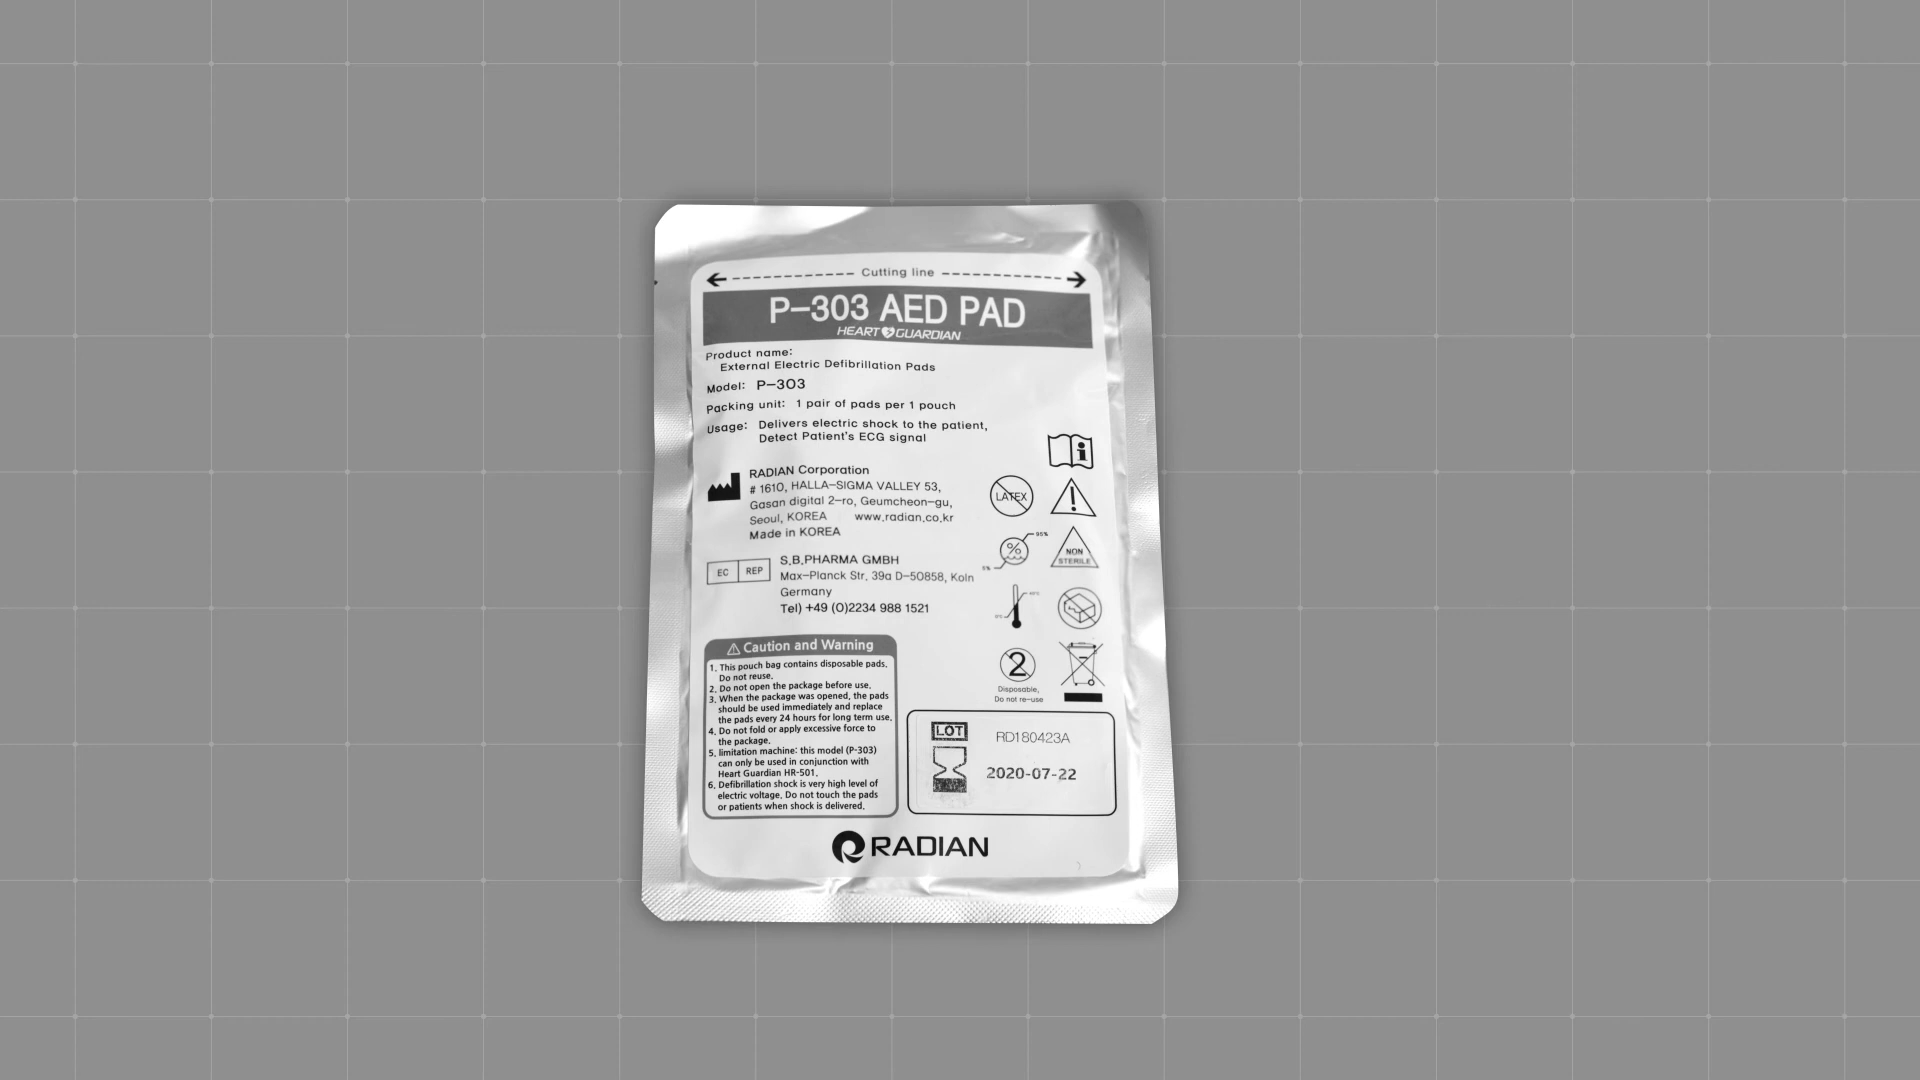 Cutting line
P-303 AED PAD
HEART GUARDIAN
Product name:
External Electric Defibrillation Pads
Model: P-303
Packing unit: 1 pair of pads per 1 pouch
Usage: Delivers electric shock to the patient,
Detect Patient's ECG signal
RADIAN Corporation
# 1610, HALLA-SIGMA VALLEY 53,
Gasan digital 2-ro, Geumcheon-gu,
Seoul, KOREA www.radian.co.kr
Made in KOREA
LATEX
95%
5%
NON
STERILE
EC REP
S.B.PHARMA GMBH
Max-Planck Str. 39a D-50858, Koln
Germany
Tel) +49 (0)2234 988 1521
40°C
0°C
2
Disposable,
Do not re-use
Caution and Warning
1. This pouch bag contains disposable pads.
Do not reuse.
2. Do not open the package before use.
3. When the package was opened, the pads
should be used immediately and replace
the pads every 24 hours for long term use.
4. Do not fold or apply excessive force to
the package.
5. limitation machine: this model (P-303)
can only be used in conjunction with
Heart Guardian HR-501.
6. Defibrillation shock is very high level of
electric voltage. Do not touch the pads
or patients when shock is delivered.
LOT RD180423A
2020-07-22
RADIAN